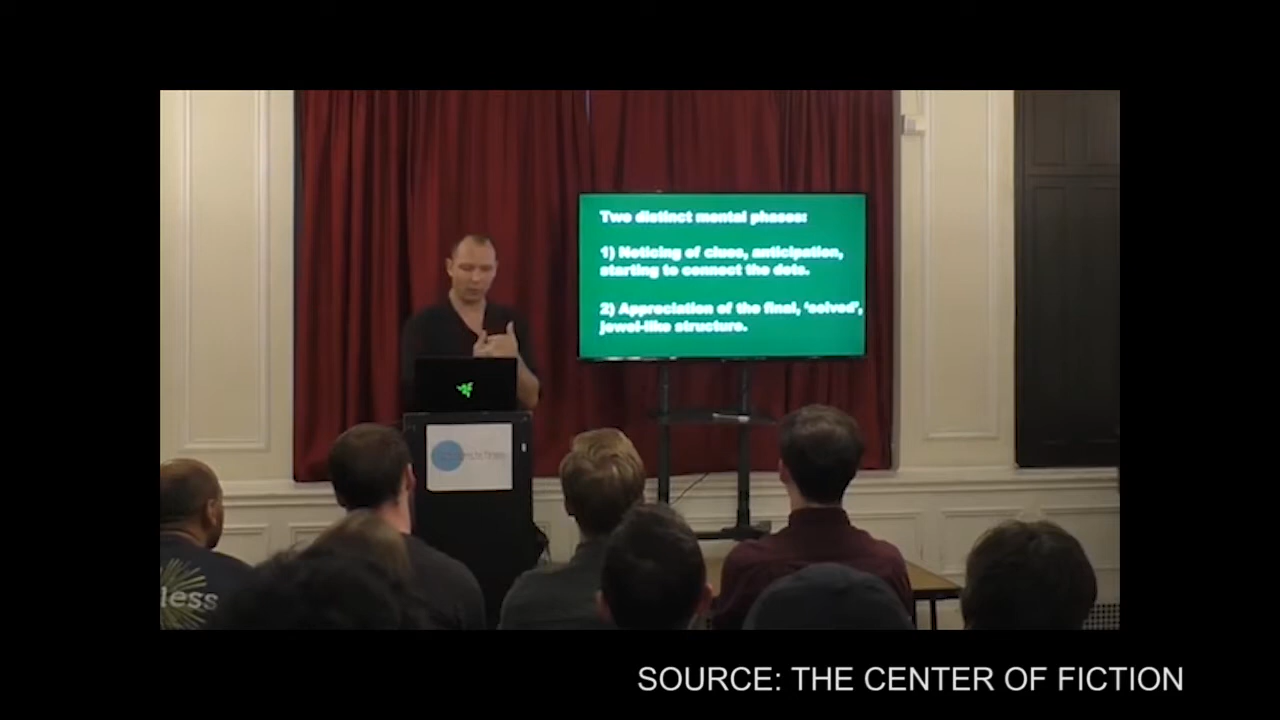 Two distinct mental phases:
1) Noticing of clues, anticipation,
starting to connect the dots.
2) Appreciation of the final, ‘solved’,
jewel-like structure.
less
SOURCE: THE CENTER OF FICTION